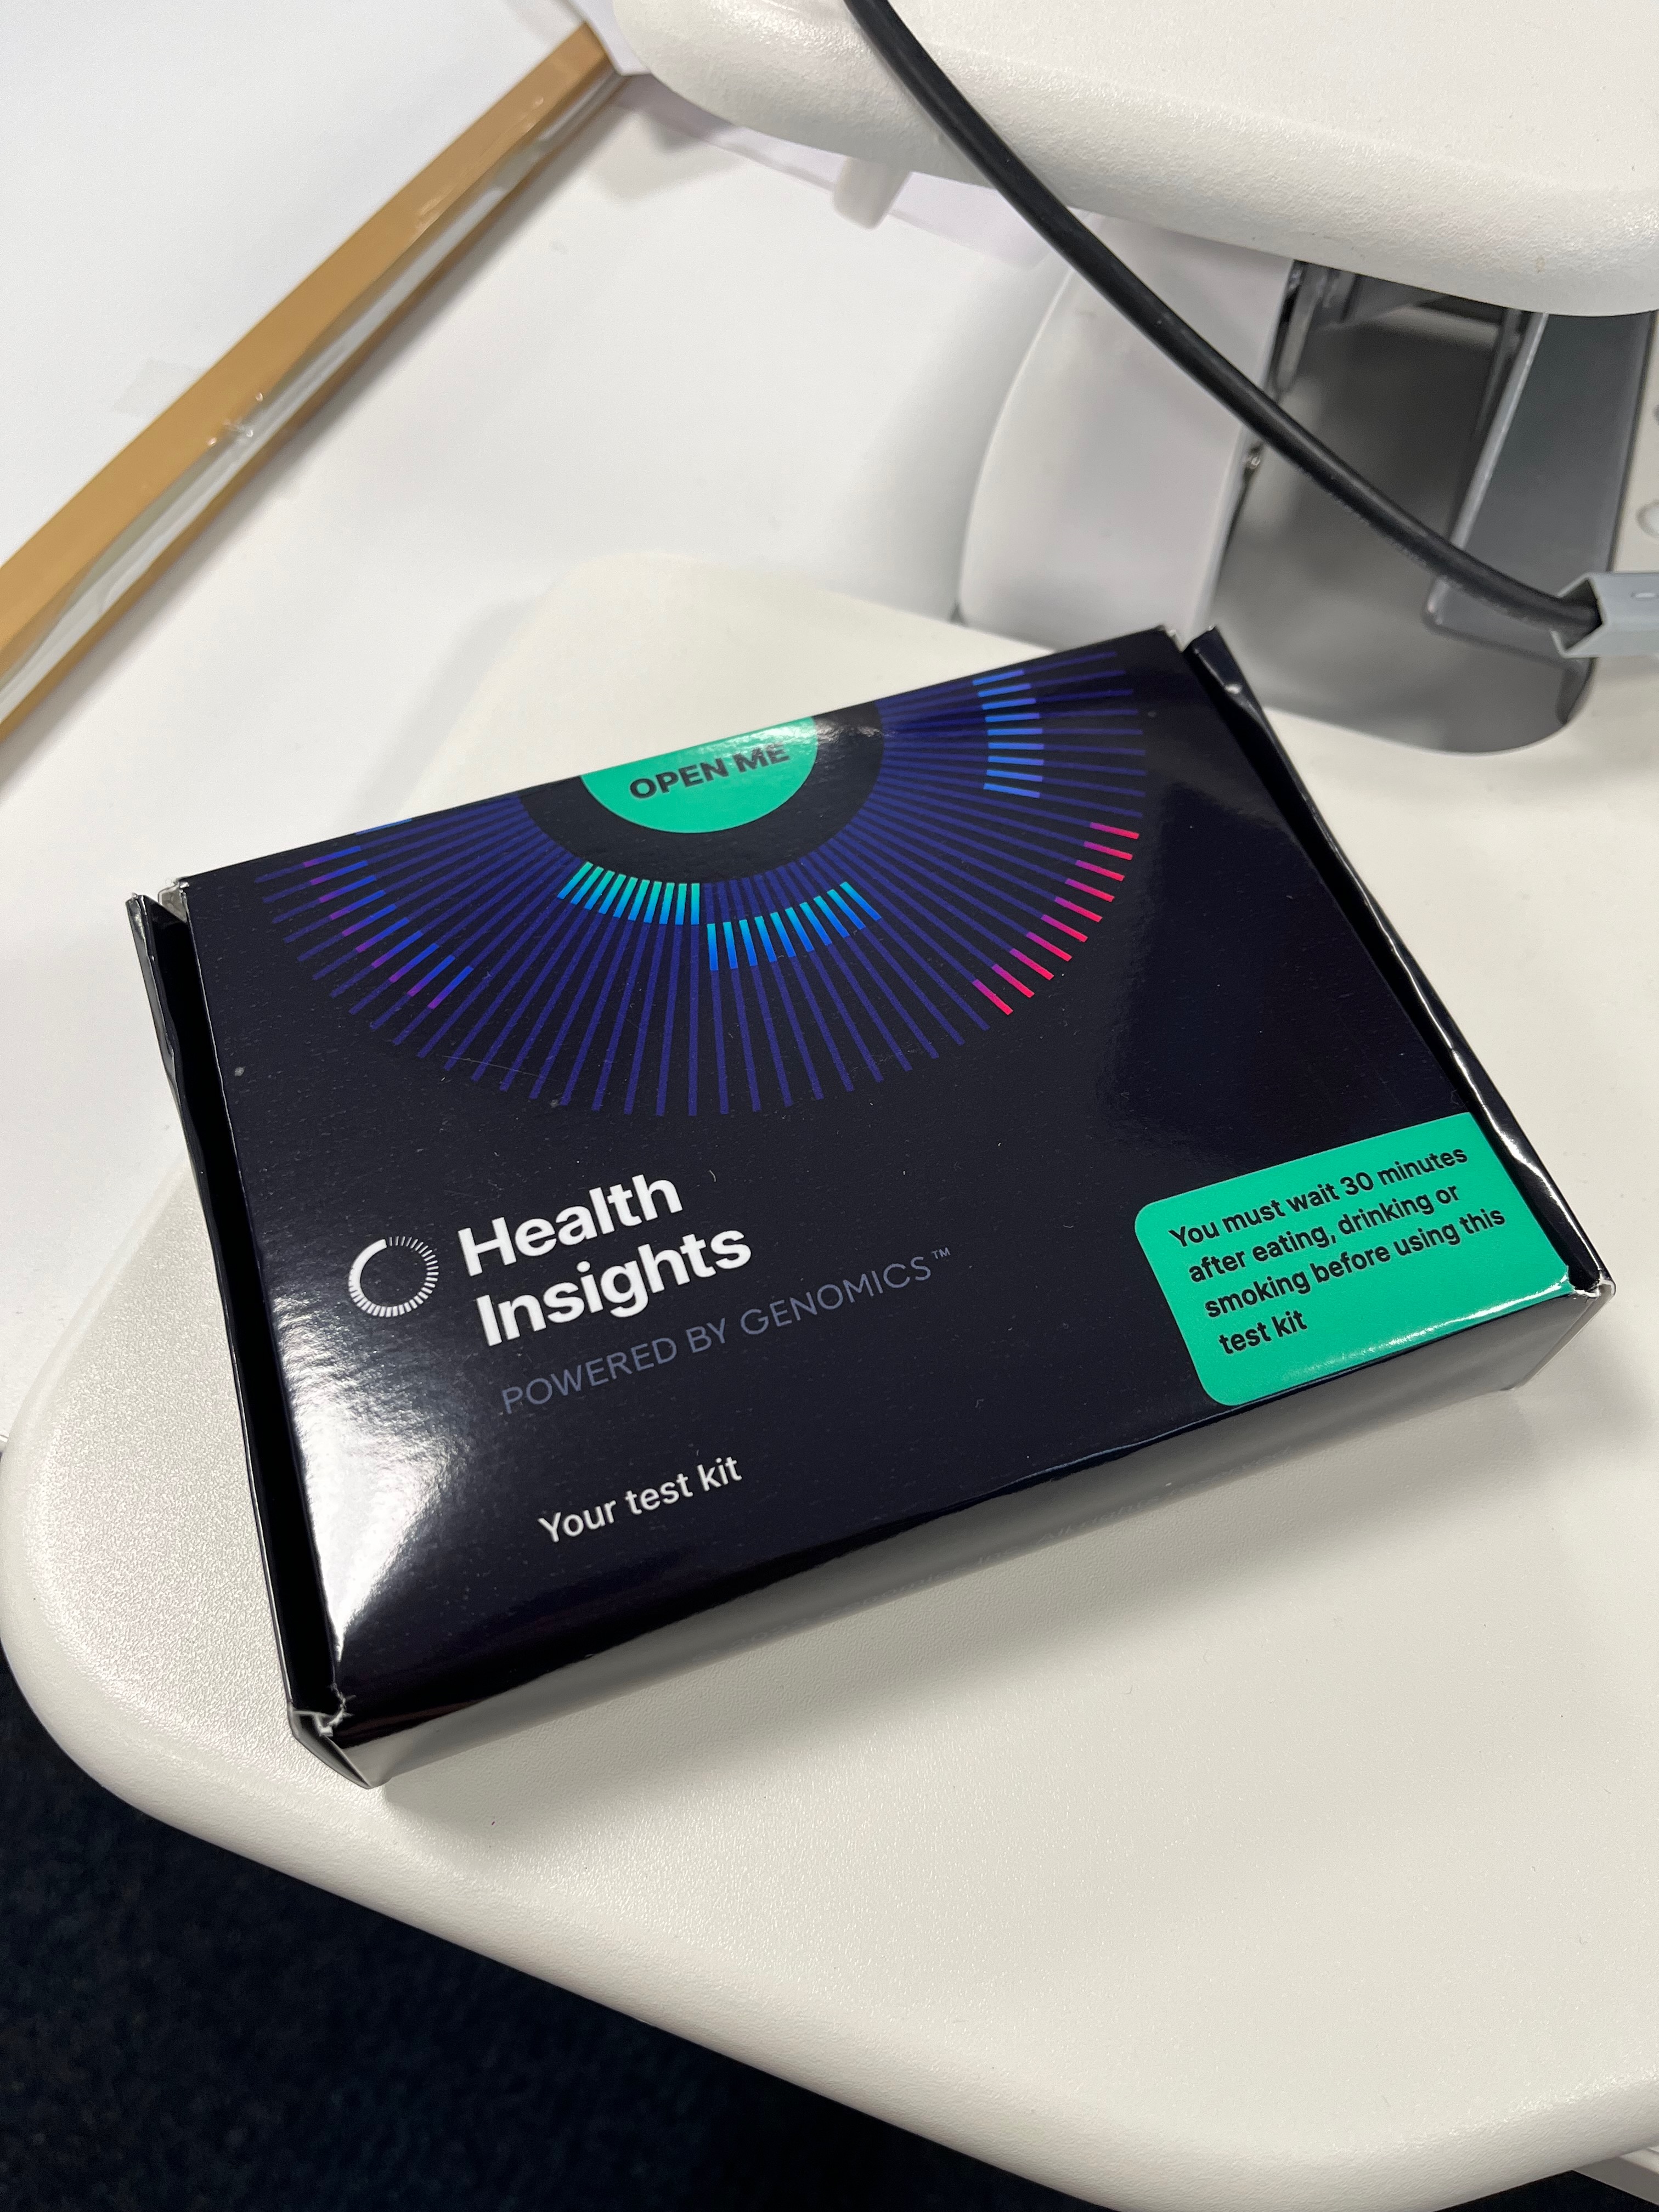 OPEN ME
Health
Insights
POWERED BY GENOMICS™
Your test kit
You must wait 30 minutes
after eating, drinking or
smoking before using this
test kit